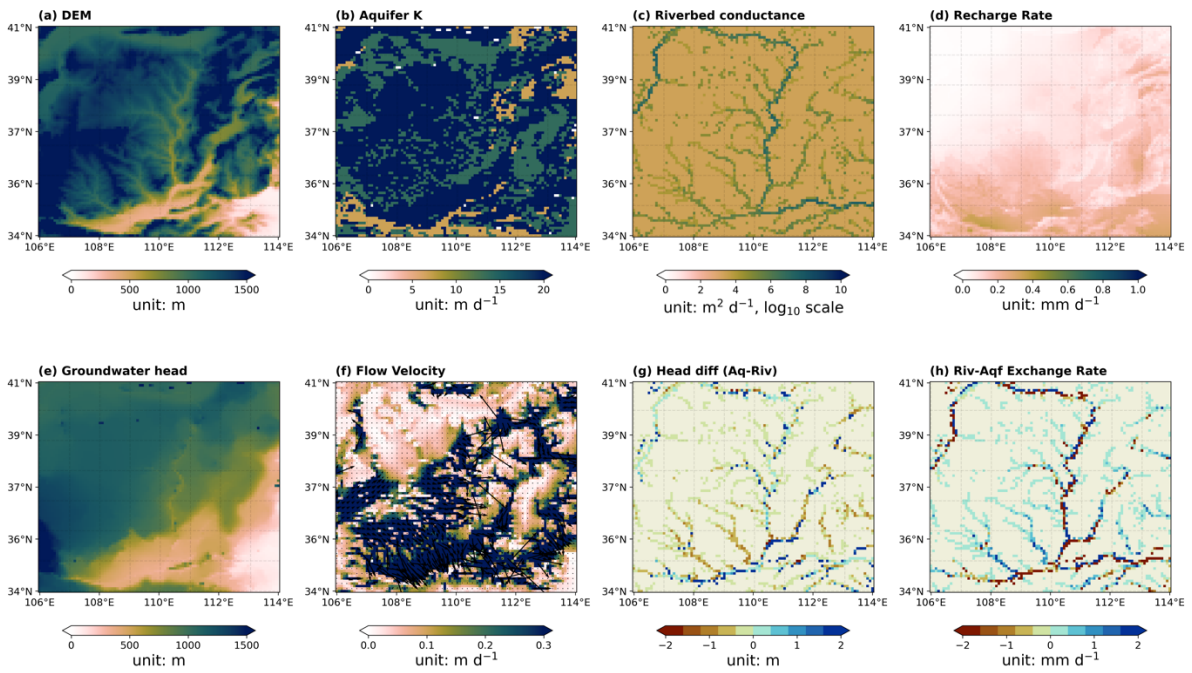 (a) DEM
(b) Aquifer K
(c) Riverbed conductance
(d) Recharge Rate
41°N
39°N
37°N
36°N
34°N
106°E 108°E 110°E 112°E 114°E
41°N
39°N
37°N
36°N
34°N
106°E 108°E 110°E 112°E 114°E
41°N
39°N
37°N
36°N
34°N
106°E 108°E 110°E 112°E 114°E
41°N
39°N
37°N
36°N
34°N
106°E 108°E 110°E 112°E 114°E
0 500 1000 1500
unit: m
0 5 10 15 20
unit: m d⁻¹
0 2 4 6 8 10
unit: m² d⁻¹, log₁₀ scale
0.0 0.2 0.4 0.6 0.8 1.0
unit: mm d⁻¹
(e) Groundwater head
(f) Flow Velocity
(g) Head diff (Aq-Riv)
(h) Riv-Aqf Exchange Rate
41°N
39°N
37°N
36°N
34°N
106°E 108°E 110°E 112°E 114°E
41°N
39°N
37°N
36°N
34°N
106°E 108°E 110°E 112°E 114°E
41°N
39°N
37°N
36°N
34°N
106°E 108°E 110°E 112°E 114°E
41°N
39°N
37°N
36°N
34°N
106°E 108°E 110°E 112°E 114°E
0 500 1000 1500
unit: m
0.0 0.1 0.2 0.3
unit: m d⁻¹
−2 −1 0 1 2
unit: m
−2 −1 0 1 2
unit: mm d⁻¹